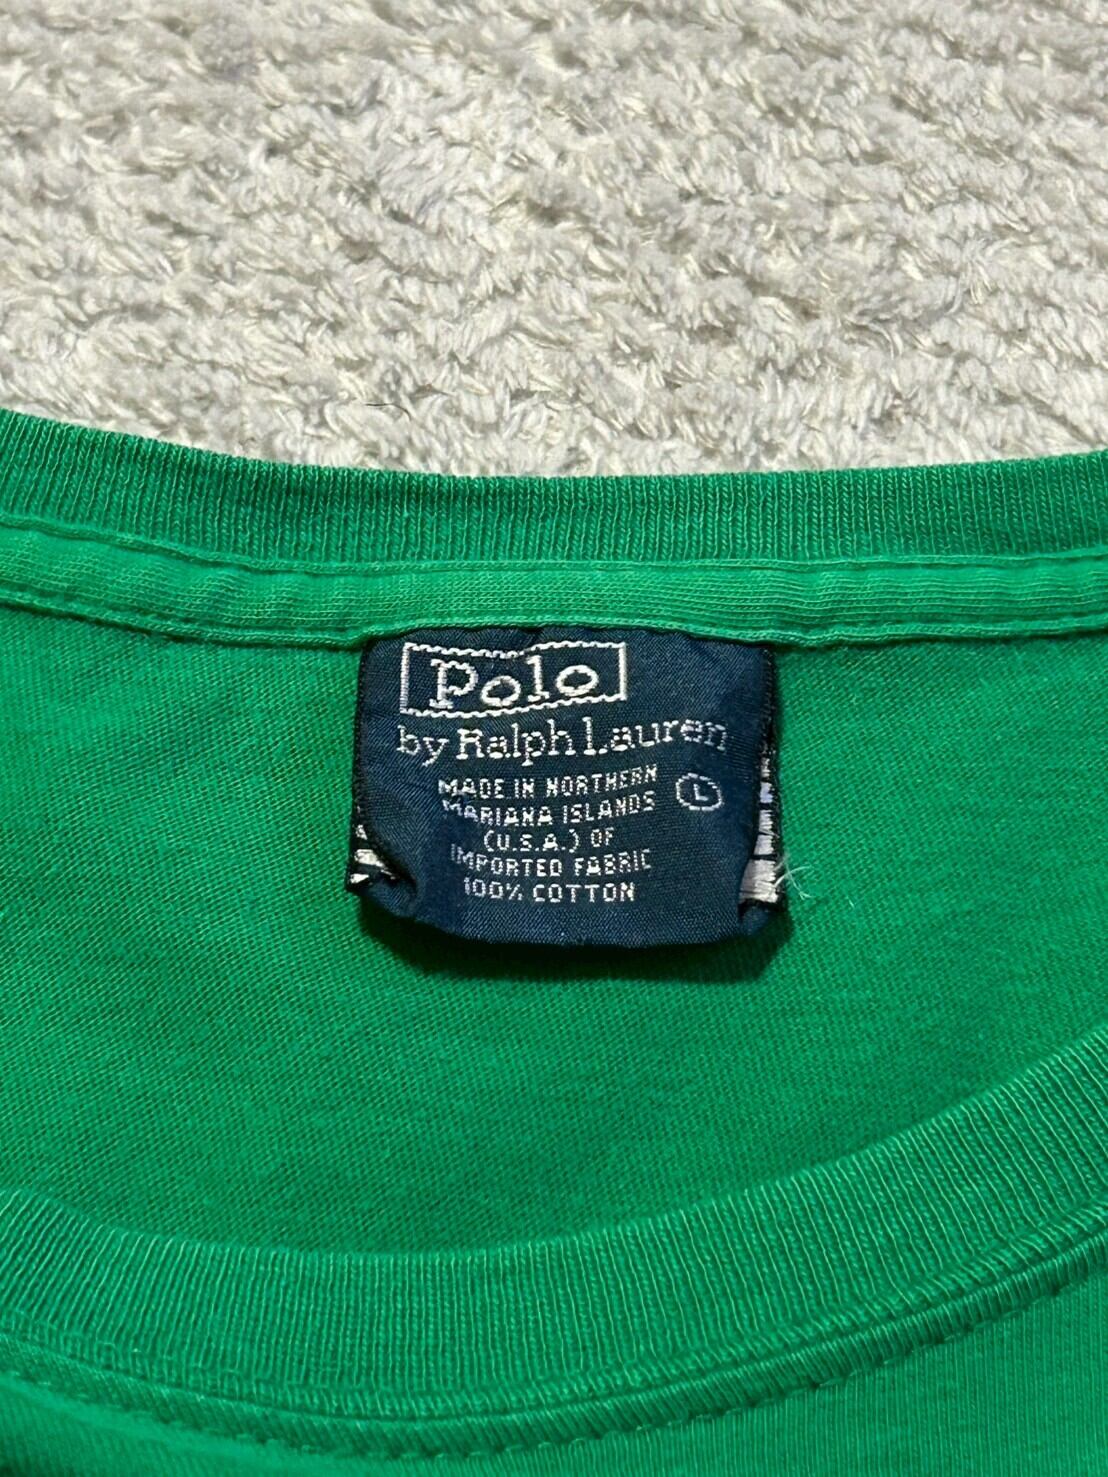 Polo
by Ralph Lauren
MADE IN NORTHERN
MARIANA ISLANDS
(U.S.A.) OF
IMPORTED FABRIC
100% COTTON
L